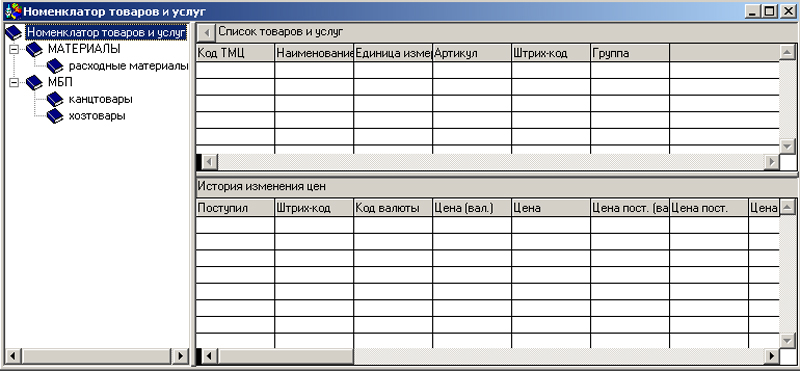 Номенклатор товаров и услуг
Номенклатор товаров и услуг
МАТЕРИАЛЫ
расходные материалы
МБП
канцтовары
хозтовары
Список товаров и услуг
Код ТМЦ Наименование Единица измер Артикул Штрих-код Группа
История изменения цен
Поступил Штрих-код Код валюты Цена (вал.) Цена Цена пост. (ва Цена пост. Цена